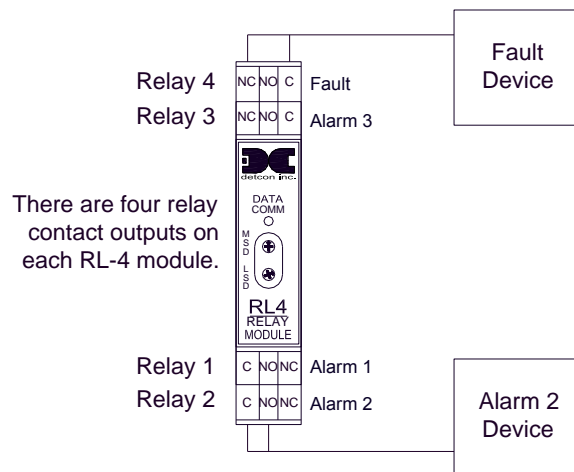 Fault
Device
Relay 4 NC NO C Fault
Relay 3 NC NO C Alarm 3
detcon inc.
DATA
COMM
MSD
LSD
There are four relay
contact outputs on
each RL-4 module.
RL4
RELAY
MODULE
Relay 1 C NO NC Alarm 1
Relay 2 C NO NC Alarm 2
Alarm 2
Device